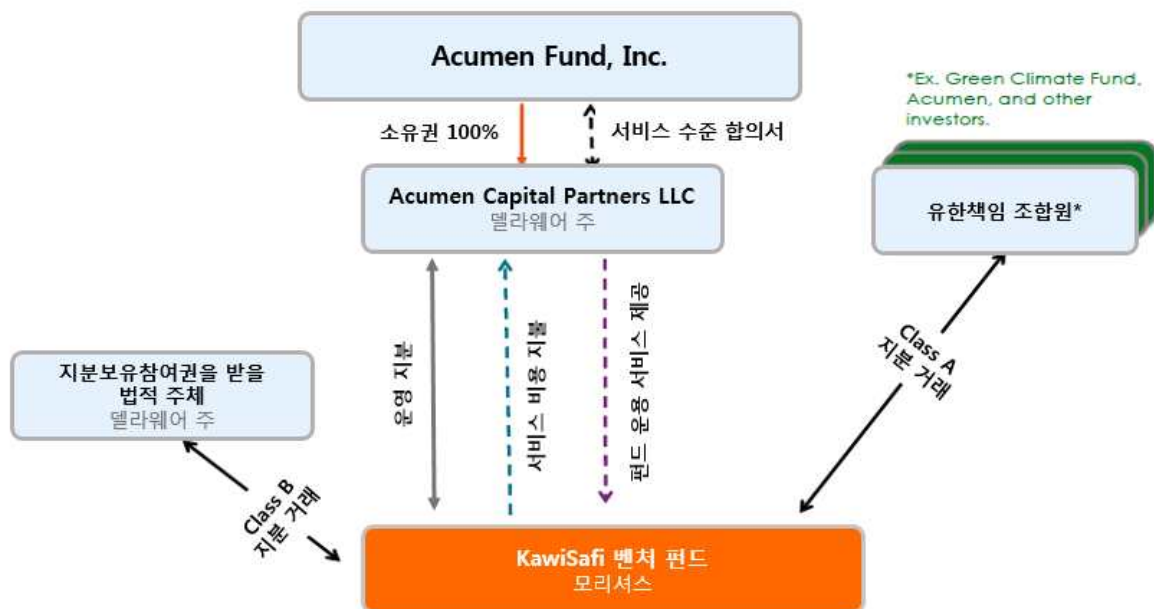 Acumen Fund, Inc.
*Ex. Green Climate Fund,
Acumen, and other
investors.
소유권 100%
서비스 수준 합의서
Acumen Capital Partners LLC
델라웨어 주
유한책임 조합원*
운영 지분
서비스 비용 지불
펀드 운용 서비스 제공
Class A
지분 거래
지분보유참여권을 받을
법적 주체
델라웨어 주
Class B
지분 거래
KawiSafi 벤처 펀드
모리셔스